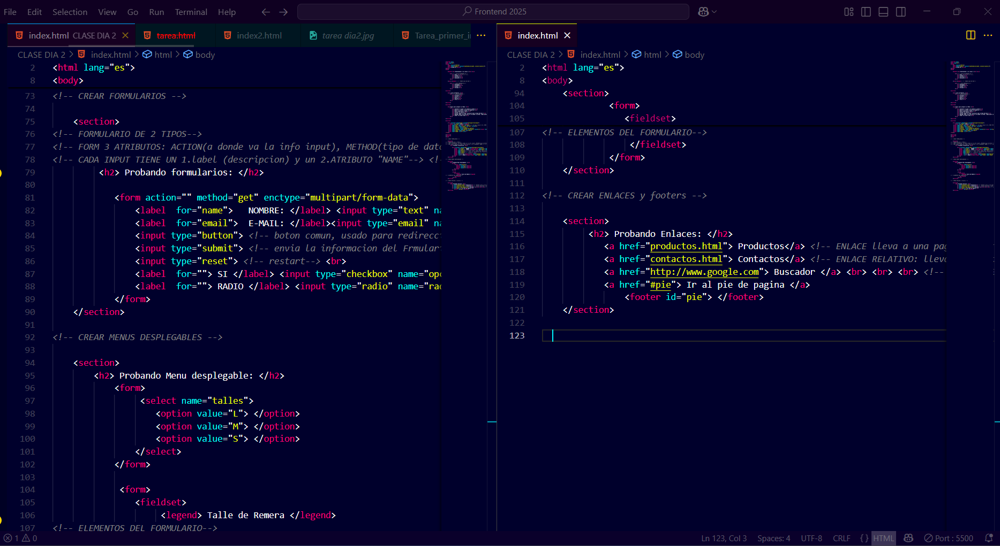 File Edit Selection View Go Run Terminal Help
Frontend 2025
index.html CLASE DIA 2
tarea.html
index2.html
tarea dia2.jpg
CLASE DIA 2 > index.html > html > body
2 <html lang="es">
8 <body>
73 <!-- CREAR FORMULARIOS -->
74
75 <section>
76 <!-- FORMULARIO DE 2 TIPOS-->
77 <!-- FORM 3 ATRIBUTOS: ACTION(a donde va la info input), METHOD(tipo de dato
78 <!-- CADA INPUT TIENE UN 1.label (descripcion) y un 2.ATRIBUTO "NAME"--> <!-
79 <h2> Probando formularios: </h2>
80
81 <form action="" method="get" enctype="multipart/form-data">
82 <label for="name"> NOMBRE: </label> <input type="text" na
83 <label for="email"> E-MAIL: </label><input type="email" na
84 <input type="button"> <!-- boton comun, usado para redirecc
85 <input type="submit"> <!-- envia la informacion del Frmular
86 <input type="reset"> <!-- restart--> <br>
87 <label for=""> SI </label> <input type="checkbox" name="opc
88 <label for=""> RADIO </label> <input type="radio" name="rad
89 </form>
90 </section>
91
92 <!-- CREAR MENUS DESPLEGABLES -->
93
94 <section>
95 <h2> Probando Menu desplegable: </h2>
96 <form>
97 <select name="talles">
98 <option value="L"> </option>
99 <option value="M"> </option>
100 <option value="S"> </option>
101 </select>
102 </form>
103
104 <form>
105 <fieldset>
106 <legend> Talle de Remera </legend>
107 <!-- ELEMENTOS DEL FORMULARIO-->
index.html
CLASE DIA 2 > index.html > html > body
2 <html lang="es">
8 <body>
94 <section>
104 <form>
105 <fieldset>
107 <!-- ELEMENTOS DEL FORMULARIO-->
108 </fieldset>
109 </form>
110 </section>
111
112 <!-- CREAR ENLACES y footers -->
113
114 <section>
115 <h2> Probando Enlaces: </h2>
116 <a href="productos.html"> Productos</a> <!-- ENLACE lleva a una pag
117 <a href="contactos.html"> Contactos</a> <!-- ENLACE RELATIVO: lleva
118 <a href="http://www.google.com"> Buscador </a> <br> <br> <br> <!--
119 <a href="#pie"> Ir al pie de pagina </a>
120 <footer id="pie"> </footer>
121 </section>
122
123
1 0
Ln 123, Col 3 Spaces: 4 UTF-8 CRLF { } HTML Port : 5500